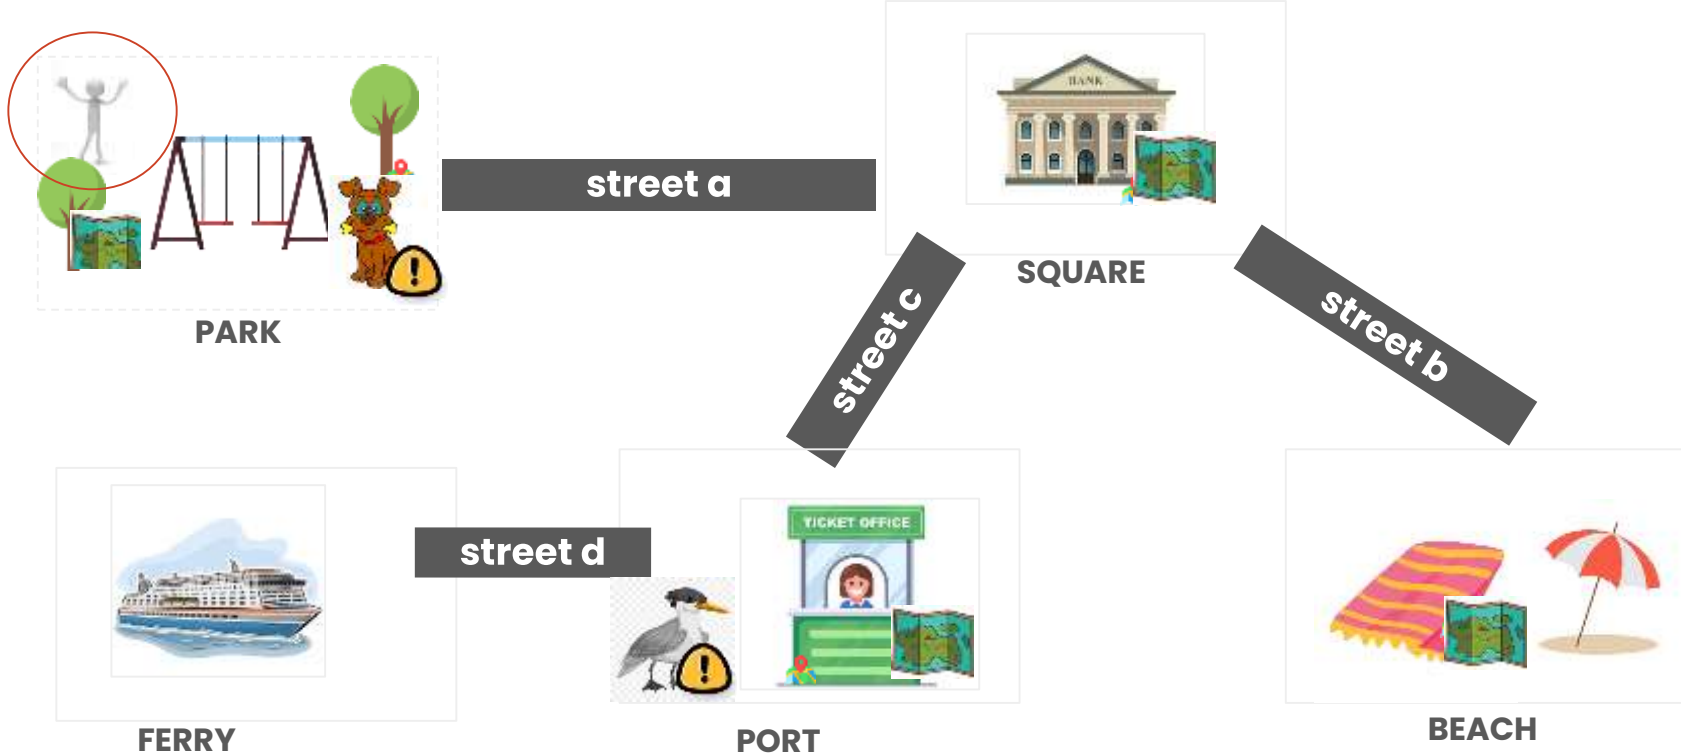 BANK
street a
SQUARE
PARK
street c
street b
TICKET OFFICE
street d
FERRY
PORT
BEACH